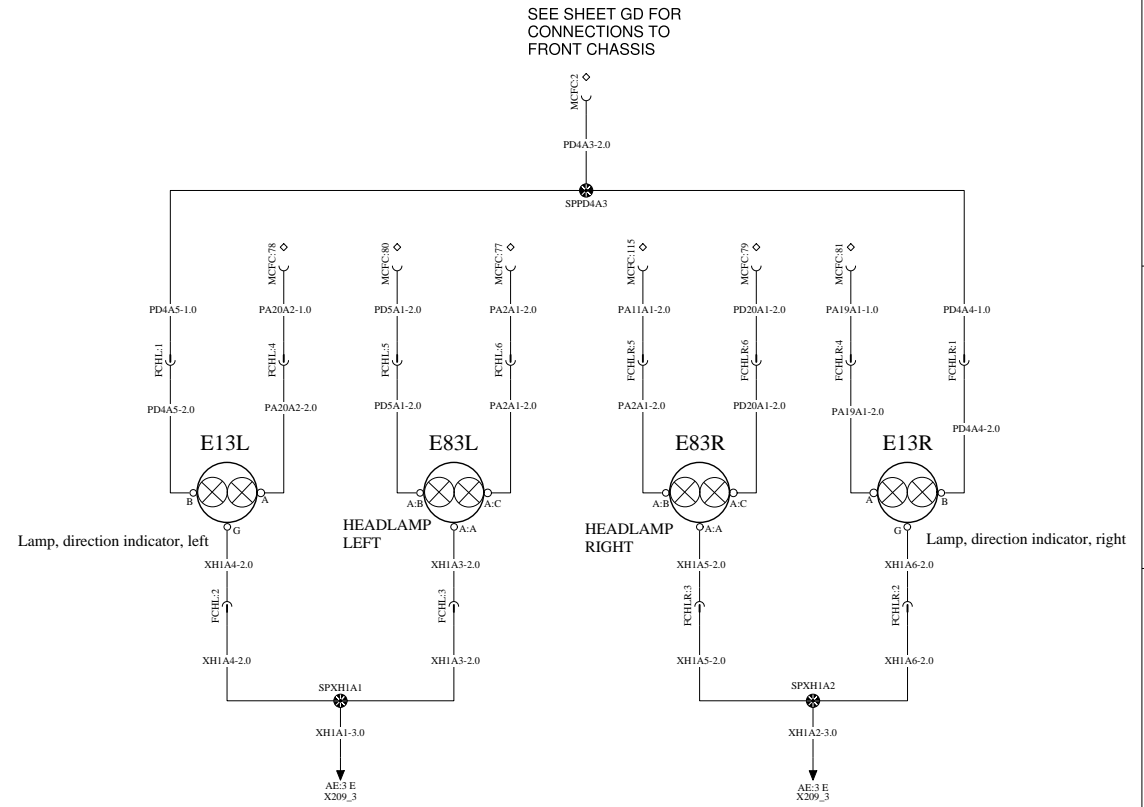 SEE SHEET GD FOR
CONNECTIONS TO
FRONT CHASSIS
MCFC:2
PD4A3-2.0
SPPD4A3
MCFC:78
MCFC:80
MCFC:77
MCFC:115
MCFC:79
MCFC:81
PD4A5-1.0
PA20A2-1.0
PD5A1-2.0
PA2A1-2.0
PA11A1-2.0
PD20A1-2.0
PA19A1-1.0
PD4A4-1.0
FCHL:1
FCHL:4
FCHL:5
FCHL:6
FCHLR:5
FCHLR:6
FCHLR:4
FCHLR:1
PD4A5-2.0
PA20A2-2.0
PD5A1-2.0
PA2A1-2.0
PA2A1-2.0
PD20A1-2.0
PA19A1-2.0
PD4A4-2.0
E13L
E83L
E83R
E13R
B
A
A:B
A:C
A:B
A:C
A
B
G
A:A
A:A
G
Lamp, direction indicator, left
HEADLAMP
LEFT
HEADLAMP
RIGHT
Lamp, direction indicator, right
XH1A4-2.0
XH1A3-2.0
XH1A5-2.0
XH1A6-2.0
FCHL:2
FCHL:3
FCHLR:3
FCHLR:2
XH1A4-2.0
XH1A3-2.0
XH1A5-2.0
XH1A6-2.0
SPXH1A1
SPXH1A2
XH1A1-3.0
XH1A2-3.0
AE:3 E
X209_3
AE:3 E
X209_3